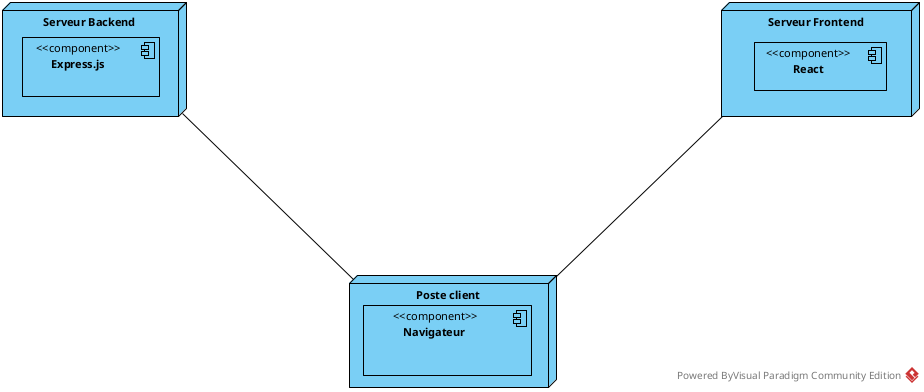 Serveur Backend
<<component>>
Express.js
Serveur Frontend
<<component>>
React
Poste client
<<component>>
Navigateur
Powered ByVisual Paradigm Community Edition